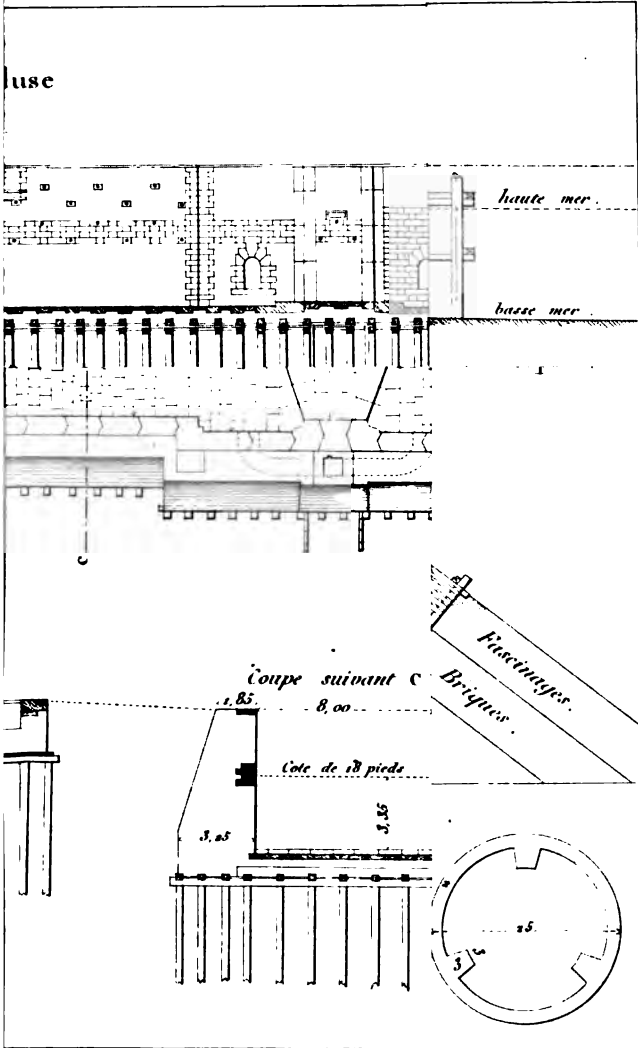 luse
haute mer.
basse mer
C
Fascinages.
Briques.
Coupe suivant C
1,85
8,00
Cote de 18 pieds
3,25
3,35
25
3
3